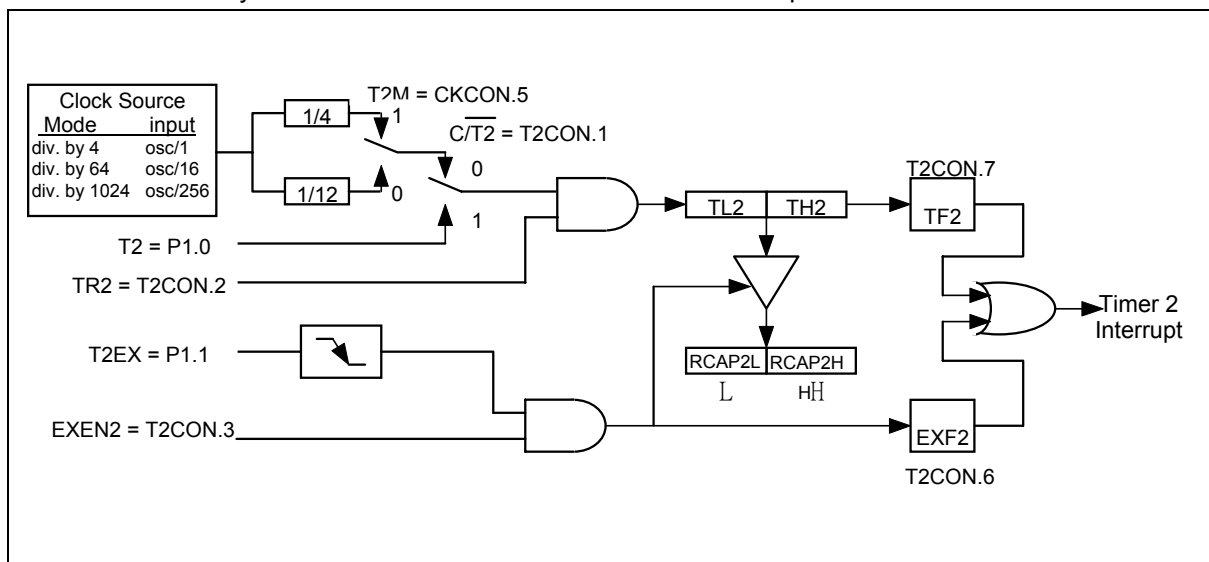 Clock Source
Mode input
div. by 4 osc/1
div. by 64 osc/16
div. by 1024 osc/256
1/4
1/12
T2M = CKCON.5
1
0
C/T2 = T2CON.1
0
1
T2 = P1.0
TR2 = T2CON.2
T2EX = P1.1
EXEN2 = T2CON.3
TL2 TH2
RCAP2L RCAP2H
L HH
T2CON.7
TF2
Timer 2
Interrupt
EXF2
T2CON.6